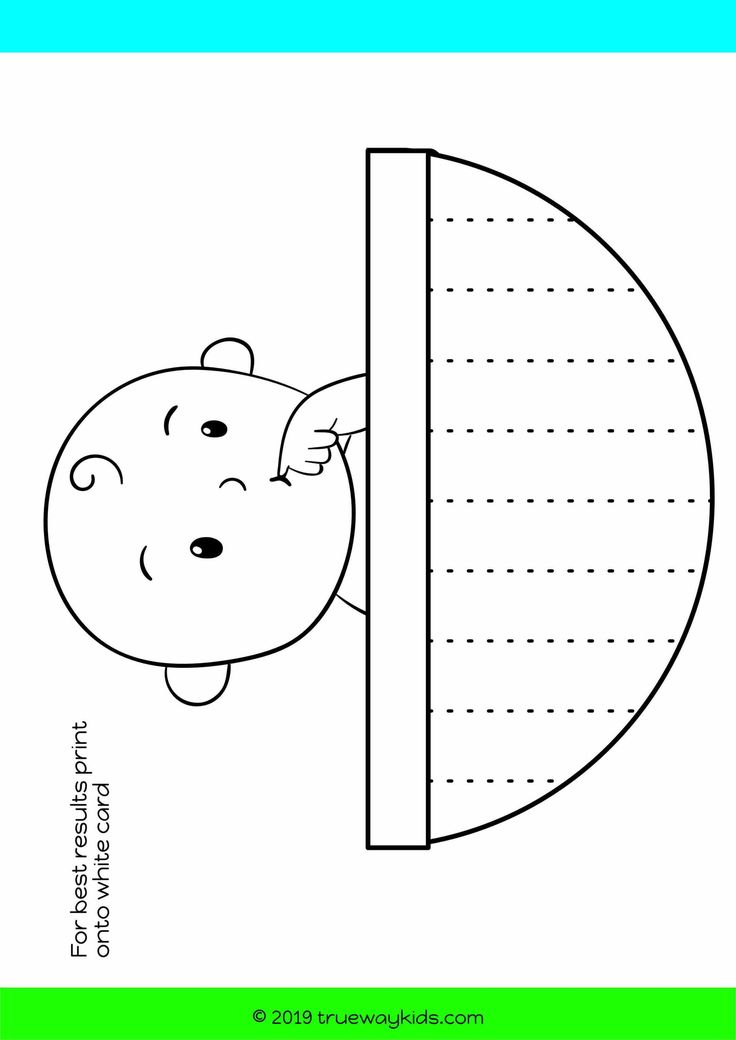 For best results print
onto white card
© 2019 truewaykids.com